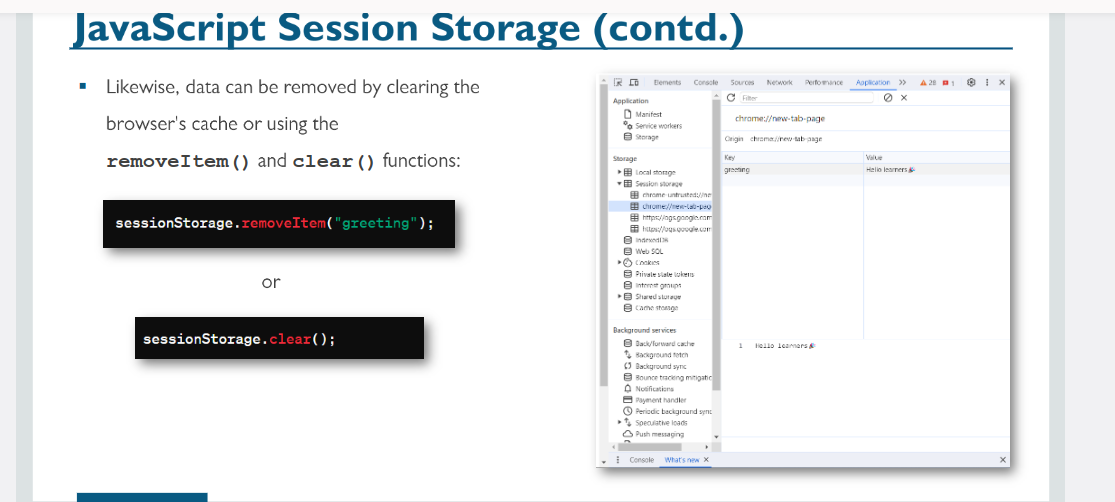 JavaScript Session Storage (contd.)
Likewise, data can be removed by clearing the
browser's cache or using the
removeItem() and clear() functions:
sessionStorage.removeItem("greeting");
or
sessionStorage.clear();
Elements Console Sources Network Performance Application 28 1
Application
Manifest
Service workers
Storage
Storage
Local storage
Session storage
chrome-untrusted://ne
chrome://new-tab-pag
https://ogs.google.com
https://ogs.google.com
IndexedDB
Web SQL
Cookies
Private state tokens
Interest groups
Shared storage
Cache storage
Background services
Back/forward cache
Background fetch
Background sync
Bounce tracking mitigatic
Notifications
Payment handler
Periodic background sync
Speculative loads
Push messaging
Filter
chrome://new-tab-page
Origin chrome://new-tab-page
Key Value
greeting Hello learners🎉
1 Hello learners🎉
Console What's new